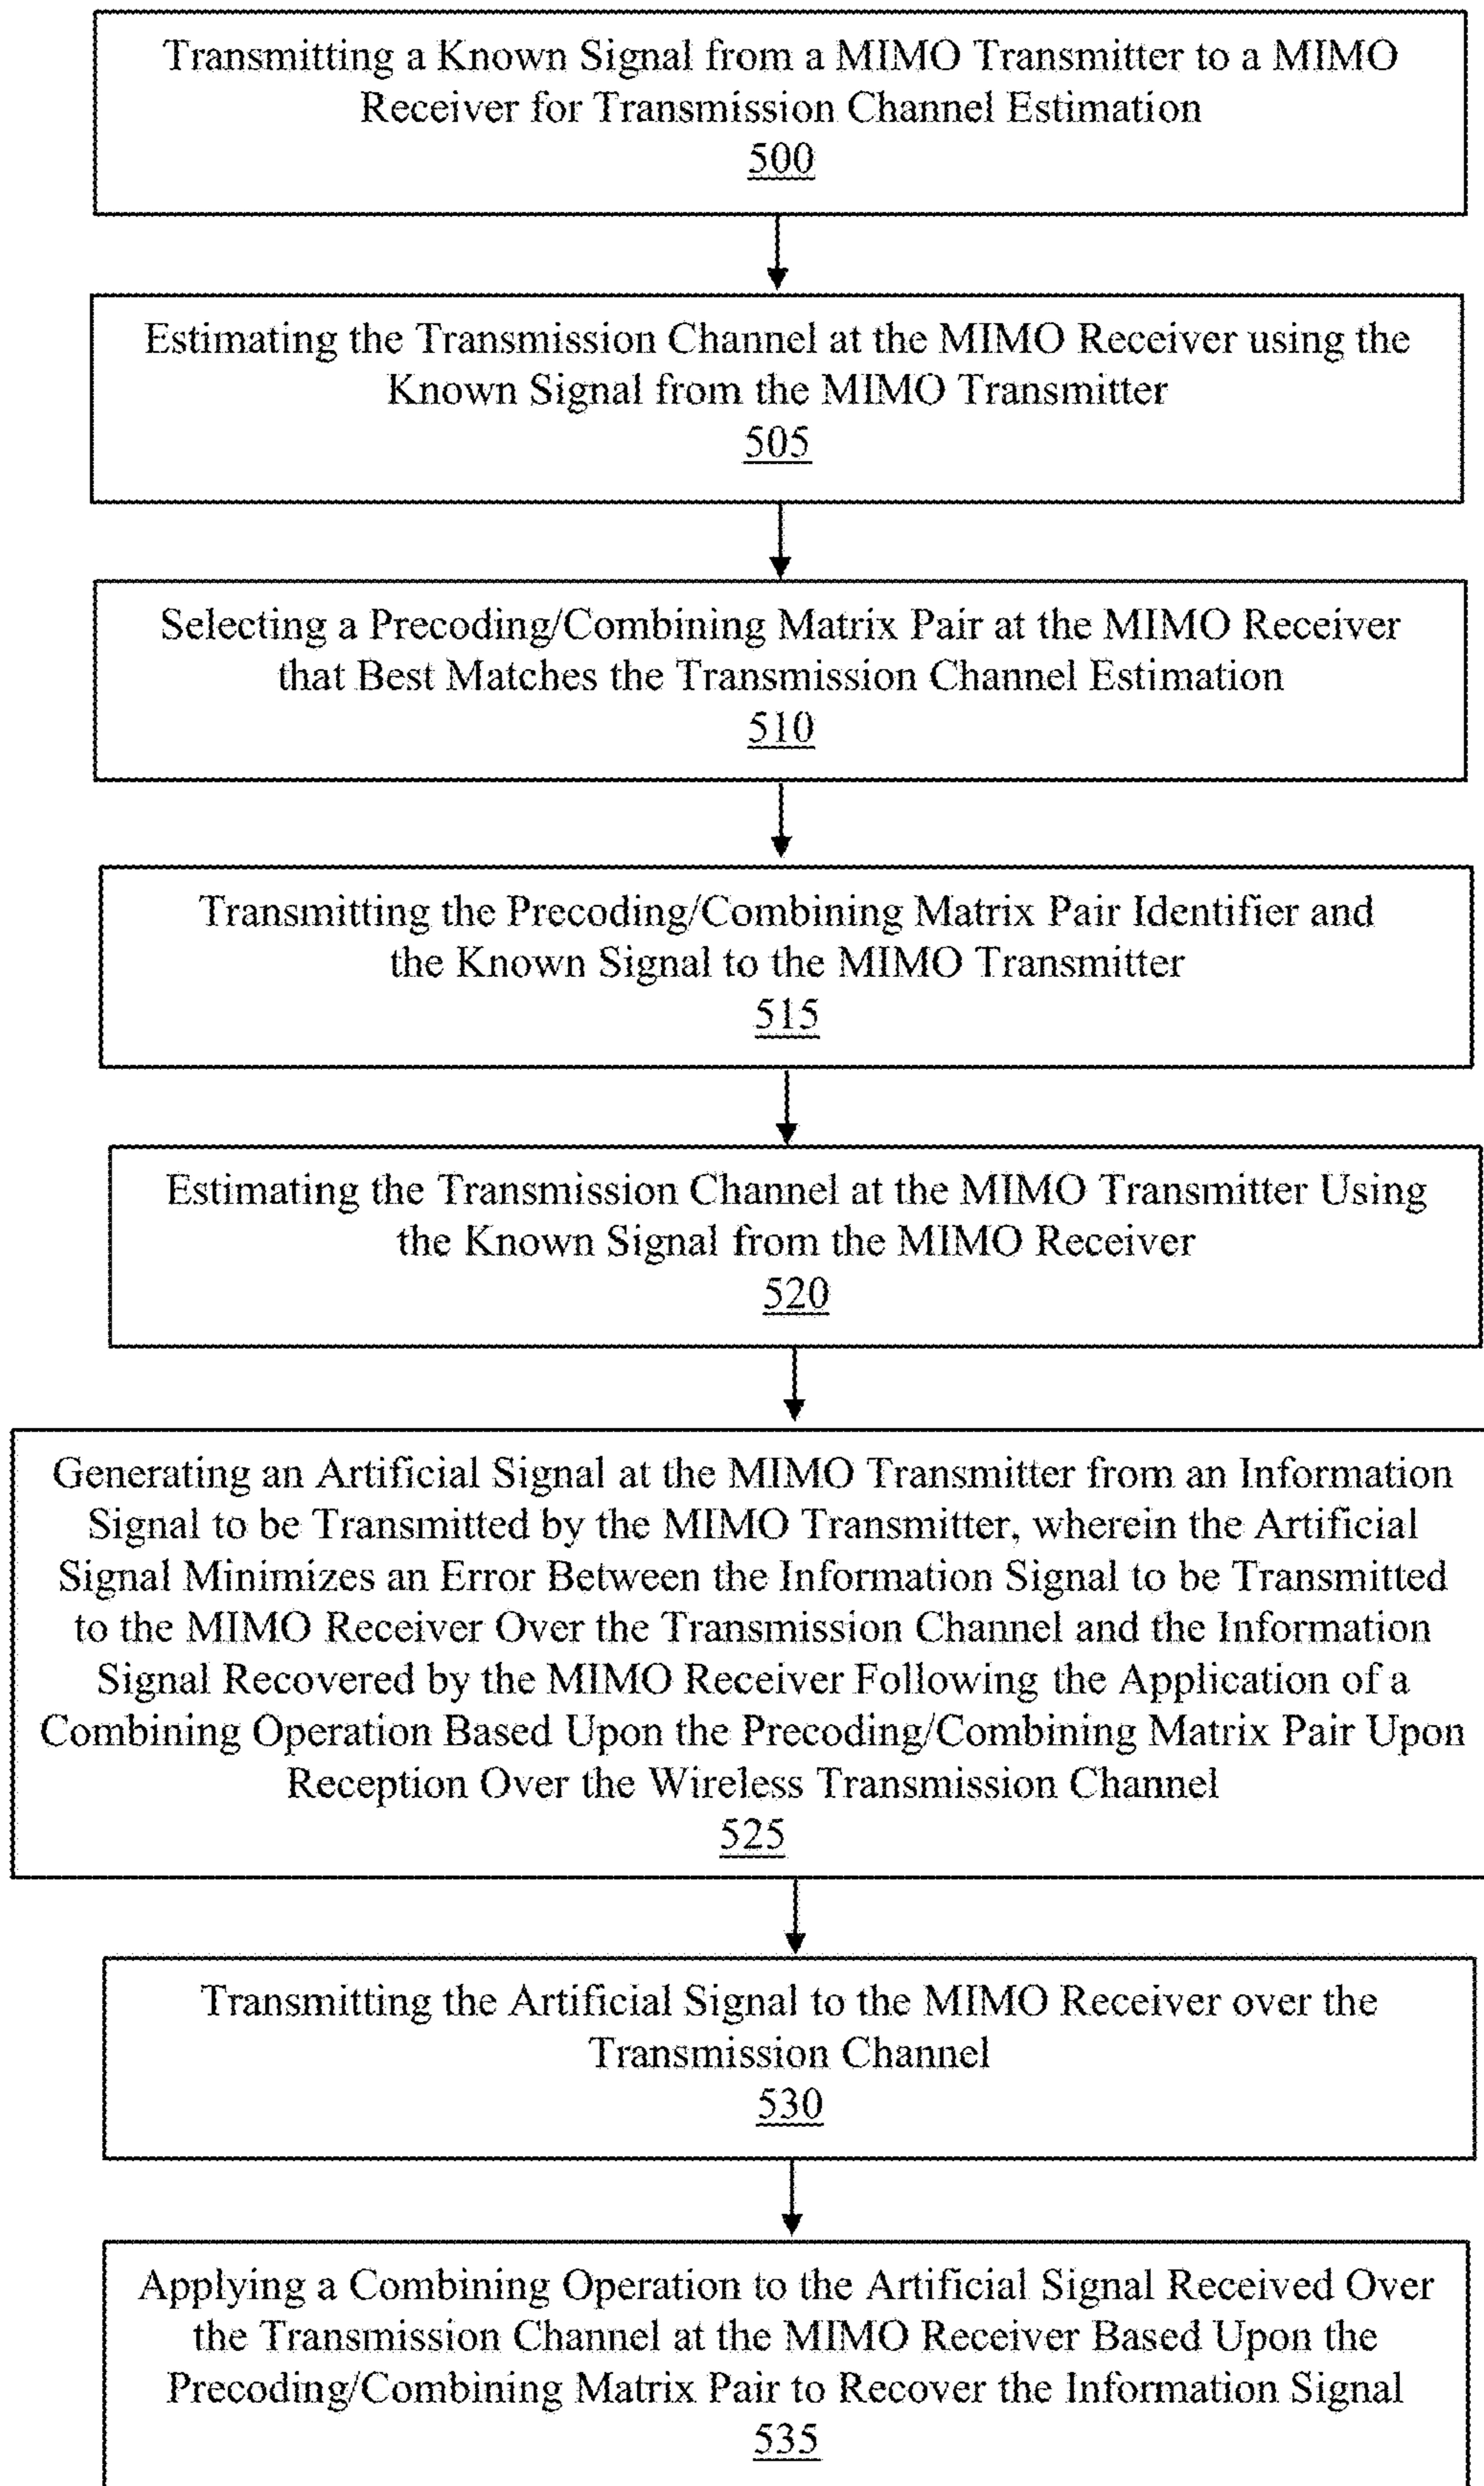 Transmitting a Known Signal from a MIMO Transmitter to a MIMO
Receiver for Transmission Channel Estimation
500
Estimating the Transmission Channel at the MIMO Receiver using the
Known Signal from the MIMO Transmitter
505
Selecting a Precoding/Combining Matrix Pair at the MIMO Receiver
that Best Matches the Transmission Channel Estimation
510
Transmitting the Precoding/Combining Matrix Pair Identifier and
the Known Signal to the MIMO Transmitter
515
Estimating the Transmission Channel at the MIMO Transmitter Using
the Known Signal from the MIMO Receiver
520
Generating an Artificial Signal at the MIMO Transmitter from an Information
Signal to be Transmitted by the MIMO Transmitter, wherein the Artificial
Signal Minimizes an Error Between the Information Signal to be Transmitted
to the MIMO Receiver Over the Transmission Channel and the Information
Signal Recovered by the MIMO Receiver Following the Application of a
Combining Operation Based Upon the Precoding/Combining Matrix Pair Upon
Reception Over the Wireless Transmission Channel
525
Transmitting the Artificial Signal to the MIMO Receiver over the
Transmission Channel
530
Applying a Combining Operation to the Artificial Signal Received Over
the Transmission Channel at the MIMO Receiver Based Upon the
Precoding/Combining Matrix Pair to Recover the Information Signal
535